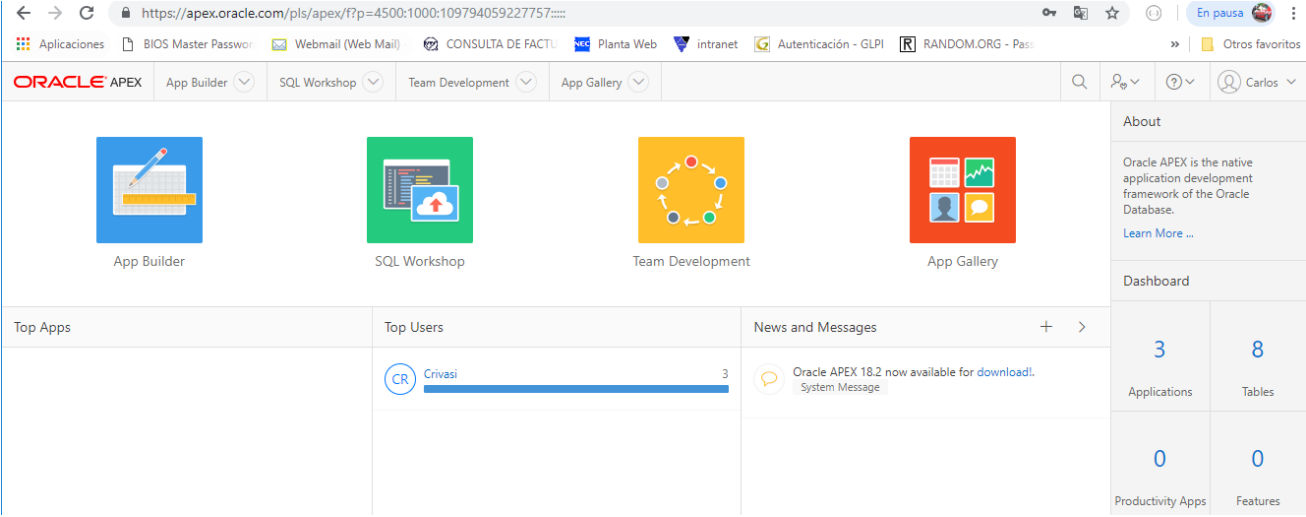 https://apex.oracle.com/pls/apex/f?p=4500:1000:109794059227757:::::
En pausa
Aplicaciones
BIOS Master Passwor
Webmail (Web Mail)
CONSULTA DE FACTU
NEC Planta Web
intranet
Autenticación - GLPI
R RANDOM.ORG - Pas
»
Otros favoritos
ORACLE APEX
App Builder
SQL Workshop
Team Development
App Gallery
Carlos
App Builder
SQL Workshop
Team Development
App Gallery
About
Oracle APEX is the native
application development
framework of the Oracle
Database.
Learn More ...
Dashboard
3
Applications
8
Tables
0
Productivity Apps
0
Features
Top Apps
Top Users
CR
Crivasi
3
News and Messages
Oracle APEX 18.2 now available for download!.
System Message